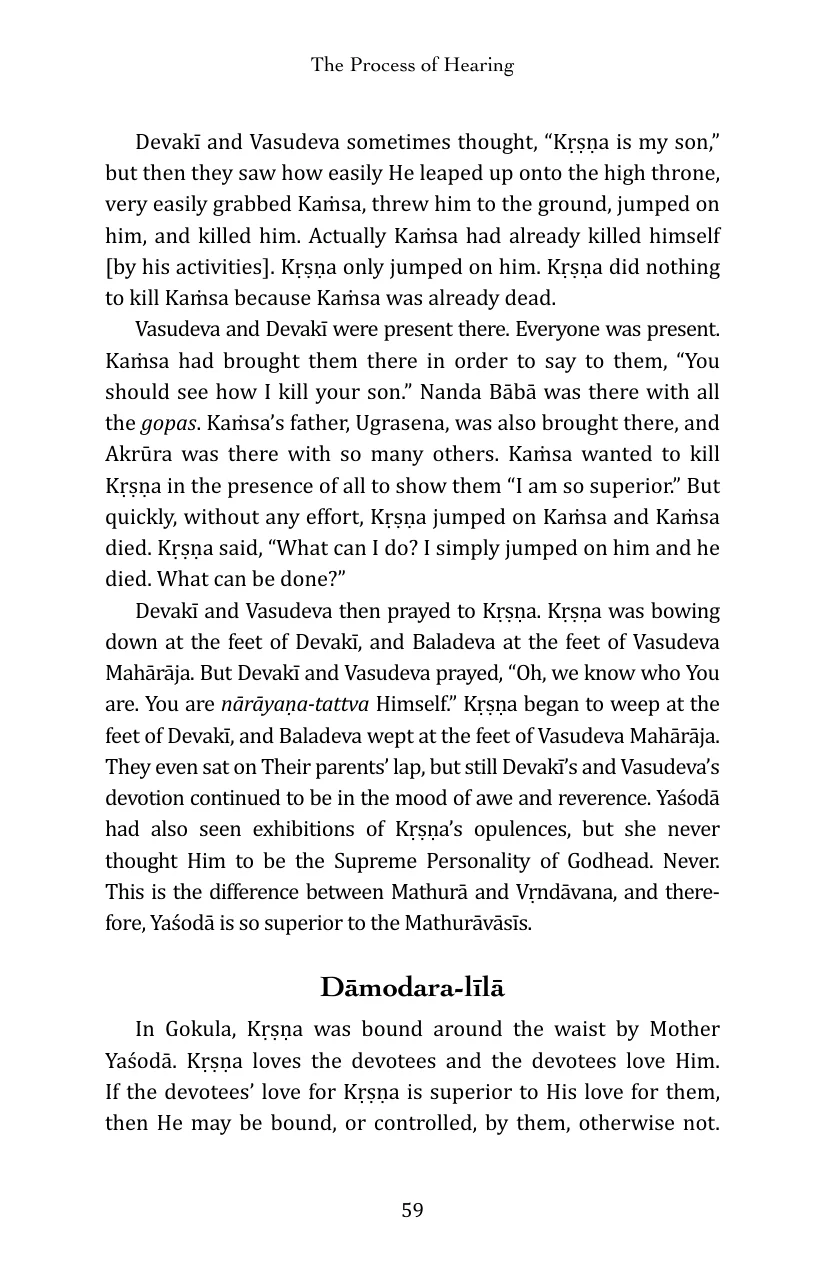 The Process of Hearing
Devakī and Vasudeva sometimes thought, “Kṛṣṇa is my son,”
but then they saw how easily He leaped up onto the high throne,
very easily grabbed Kaṁsa, threw him to the ground, jumped on
him, and killed him. Actually Kaṁsa had already killed himself
[by his activities]. Kṛṣṇa only jumped on him. Kṛṣṇa did nothing
to kill Kaṁsa because Kaṁsa was already dead.
Vasudeva and Devakī were present there. Everyone was present.
Kaṁsa had brought them there in order to say to them, “You
should see how I kill your son.” Nanda Bābā was there with all
the gopas. Kaṁsa’s father, Ugrasena, was also brought there, and
Akrūra was there with so many others. Kaṁsa wanted to kill
Kṛṣṇa in the presence of all to show them “I am so superior.” But
quickly, without any effort, Kṛṣṇa jumped on Kaṁsa and Kaṁsa
died. Kṛṣṇa said, “What can I do? I simply jumped on him and he
died. What can be done?”
Devakī and Vasudeva then prayed to Kṛṣṇa. Kṛṣṇa was bowing
down at the feet of Devakī, and Baladeva at the feet of Vasudeva
Mahārāja. But Devakī and Vasudeva prayed, “Oh, we know who You
are. You are nārāyaṇa-tattva Himself.” Kṛṣṇa began to weep at the
feet of Devakī, and Baladeva wept at the feet of Vasudeva Mahārāja.
They even sat on Their parents’ lap, but still Devakī’s and Vasudeva’s
devotion continued to be in the mood of awe and reverence. Yaśodā
had also seen exhibitions of Kṛṣṇa’s opulences, but she never
thought Him to be the Supreme Personality of Godhead. Never.
This is the difference between Mathurā and Vṛndāvana, and there-
fore, Yaśodā is so superior to the Mathurāvāsīs.
Dāmodara-līlā
In Gokula, Kṛṣṇa was bound around the waist by Mother
Yaśodā. Kṛṣṇa loves the devotees and the devotees love Him.
If the devotees’ love for Kṛṣṇa is superior to His love for them,
then He may be bound, or controlled, by them, otherwise not.
59